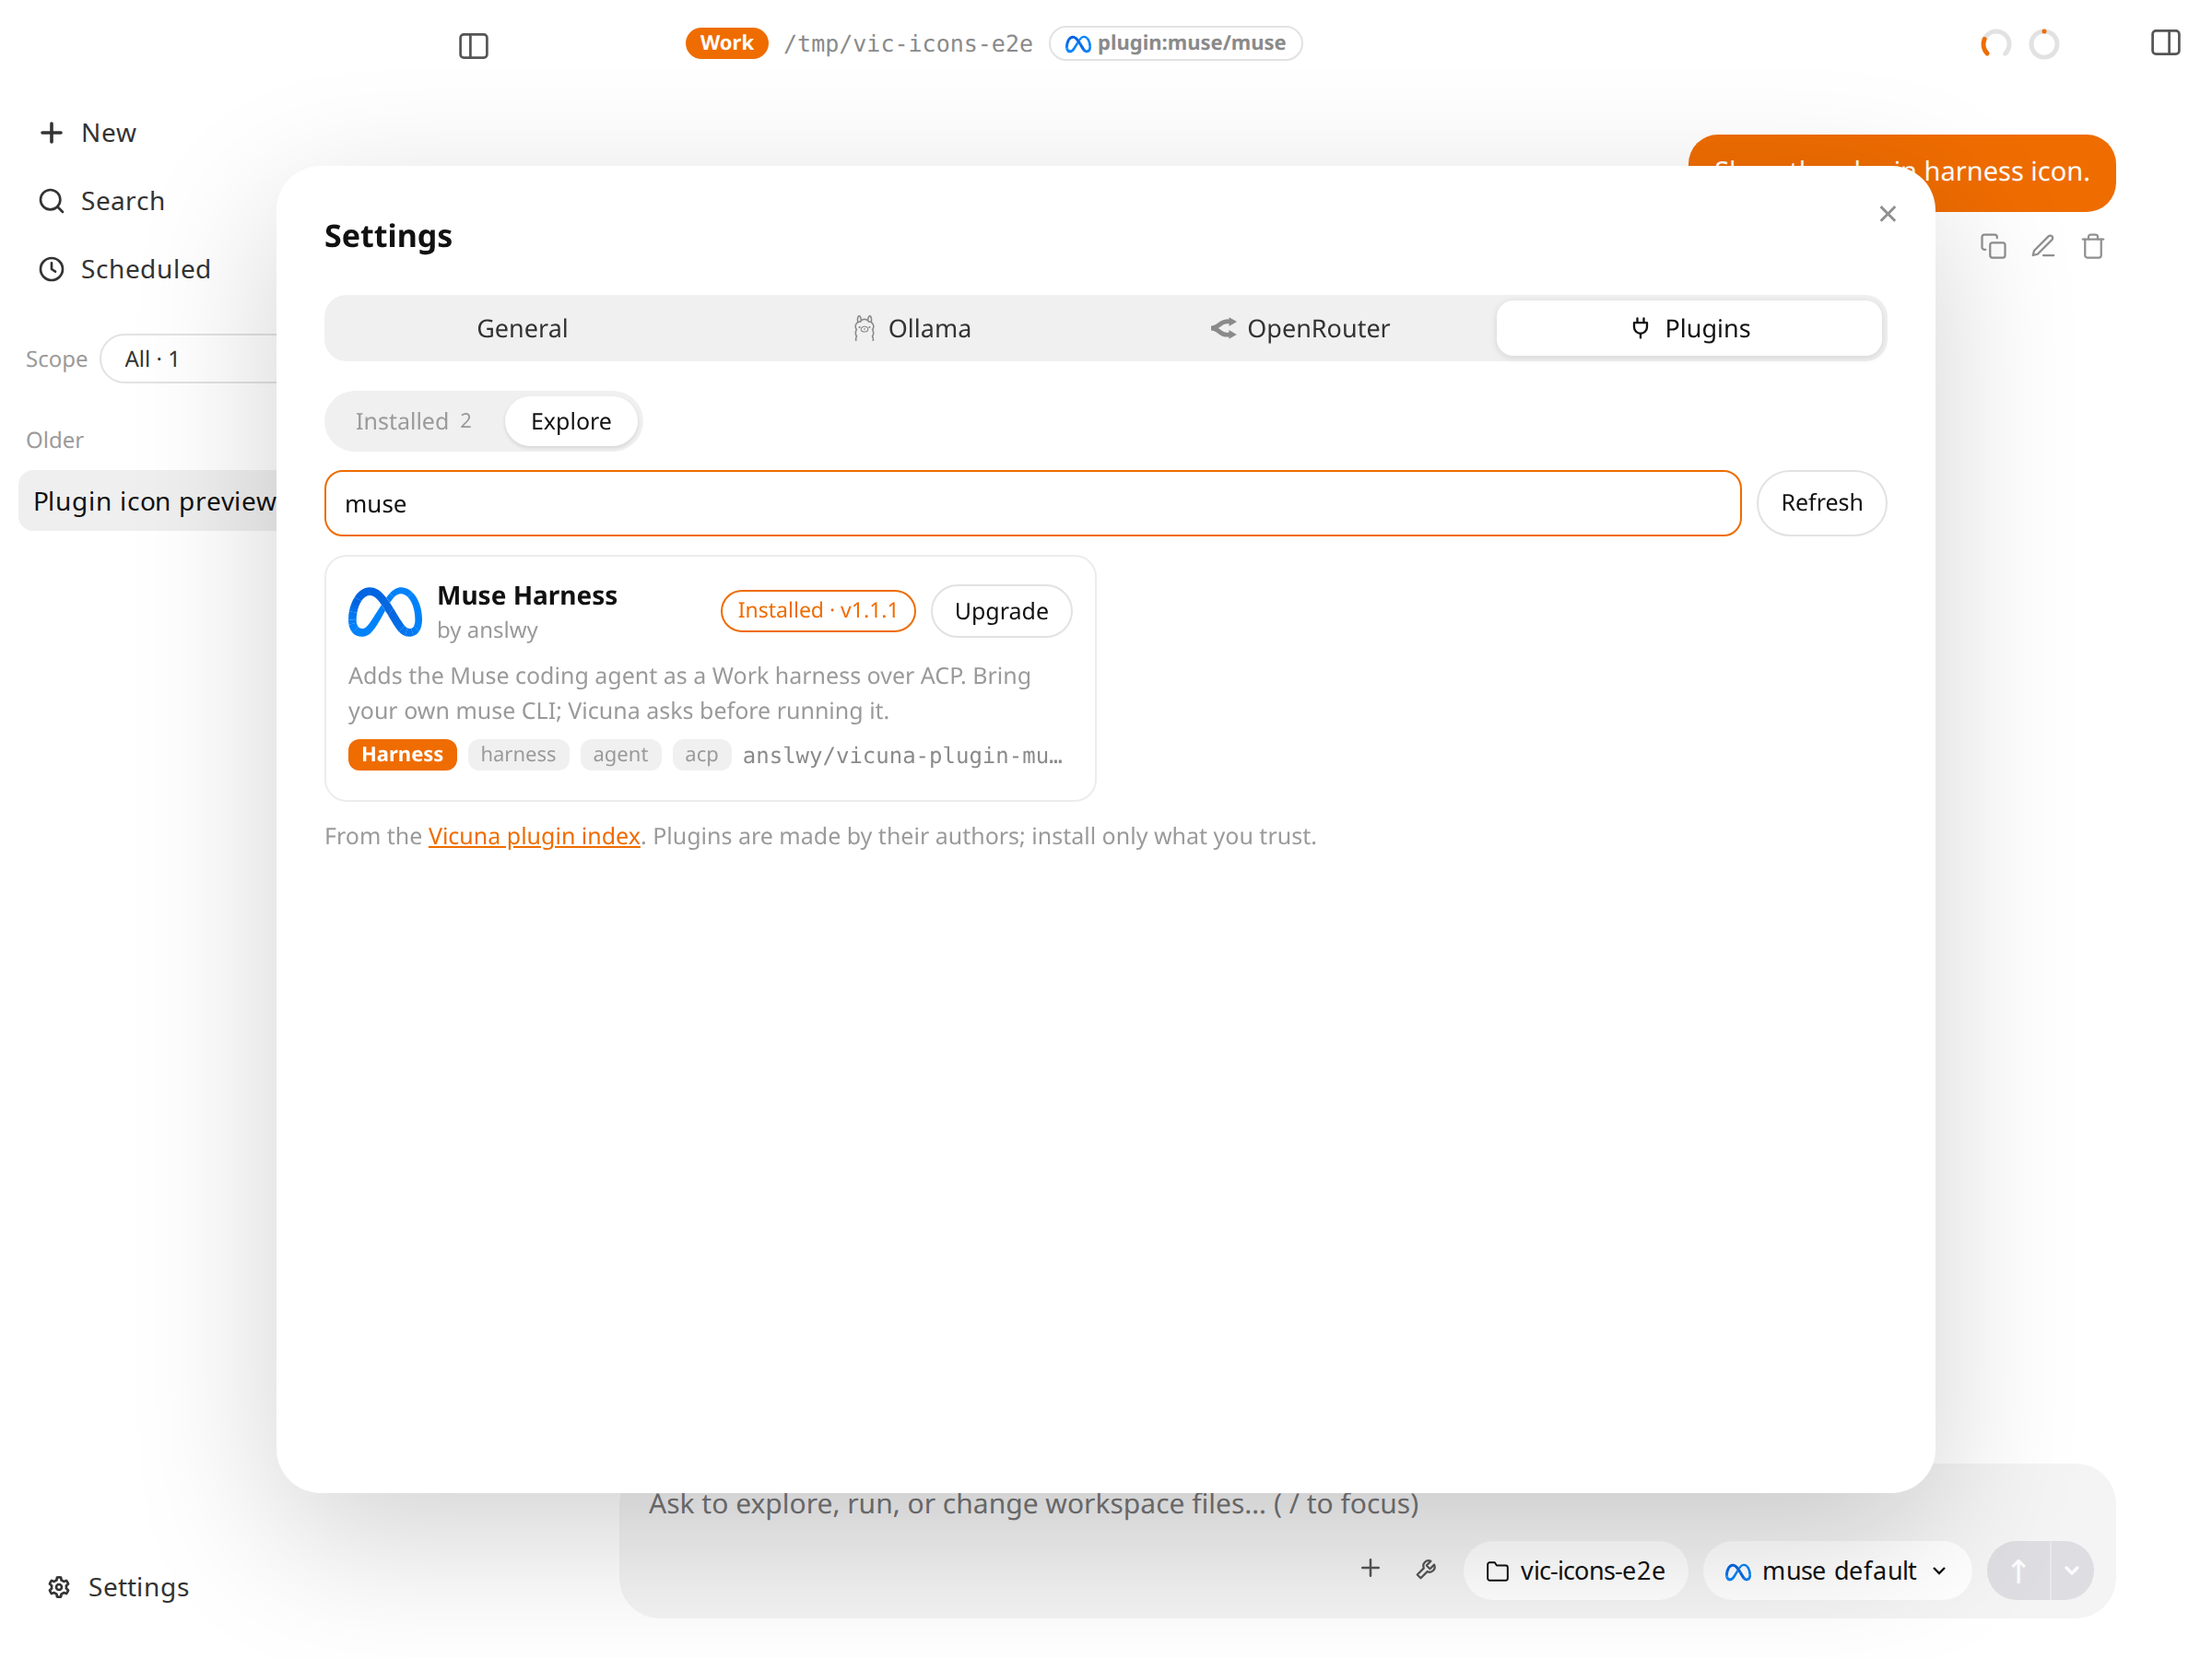 Work /tmp/vic-icons-e2e plugin:muse/muse
New
Search
Scheduled
Scope All · 1
Older
Plugin icon preview
harness icon.
Settings
General Ollama OpenRouter Plugins
Installed 2 Explore
muse Refresh
Muse Harness
by anslwy
Installed · v1.1.1 Upgrade
Adds the Muse coding agent as a Work harness over ACP. Bring
your own muse CLI; Vicuna asks before running it.
Harness harness agent acp anslwy/vicuna-plugin-mu…
From the Vicuna plugin index. Plugins are made by their authors; install only what you trust.
Ask to explore, run, or change workspace files... ( / to focus)
vic-icons-e2e muse default
Settings